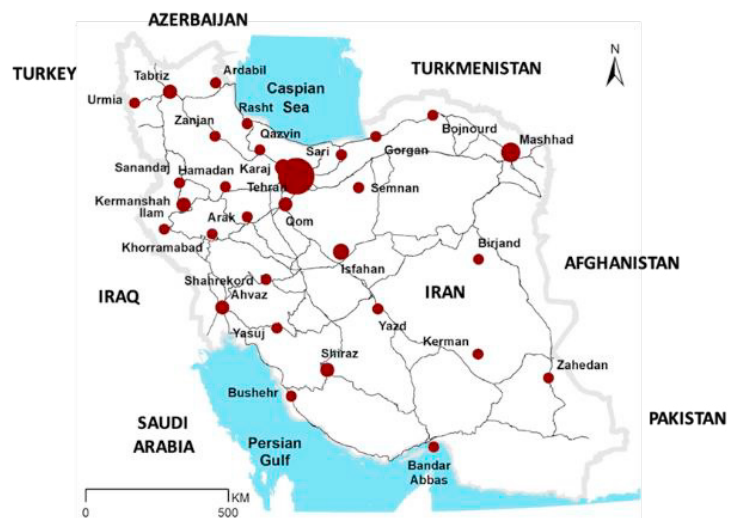 AZERBAIJAN
TURKEY
TURKMENISTAN
N
Tabriz
Ardabil
Caspian
Sea
Urmia
Rasht
Zanjan
Qazvin
Sari
Gorgan
Bojnourd
Mashhad
Sanandaj
Hamadan
Karaj
Tehran
Semnan
Kermanshah
Ilam
Arak
Qom
Khorramabad
Isfahan
Birjand
AFGHANISTAN
Shahrekord
IRAQ
Ahvaz
IRAN
Yasuj
Yazd
Kerman
Shiraz
Zahedan
Bushehr
SAUDI
ARABIA
PAKISTAN
Persian
Gulf
Bandar
Abbas
KM
0
500